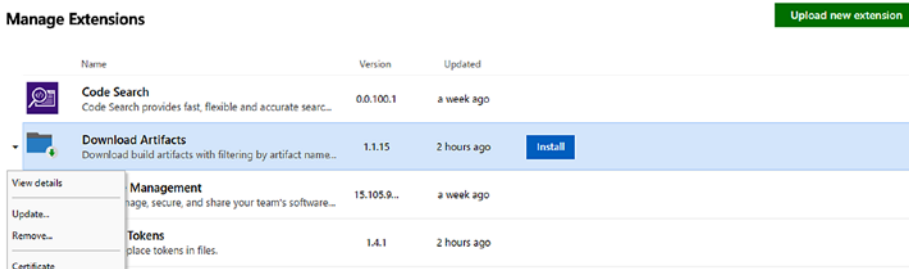 Manage Extensions
Upload new extension
Name Version Updated
Code Search
Code Search provides fast, flexible and accurate searc...
0.0.100.1 a week ago
Download Artifacts
Download build artifacts with filtering by artifact name...
1.1.15 2 hours ago Install
View details
Update...
Remove...
Certificate
Management
nage, secure, and share your team's software...
15.105.9... a week ago
Tokens
place tokens in files.
1.4.1 2 hours ago